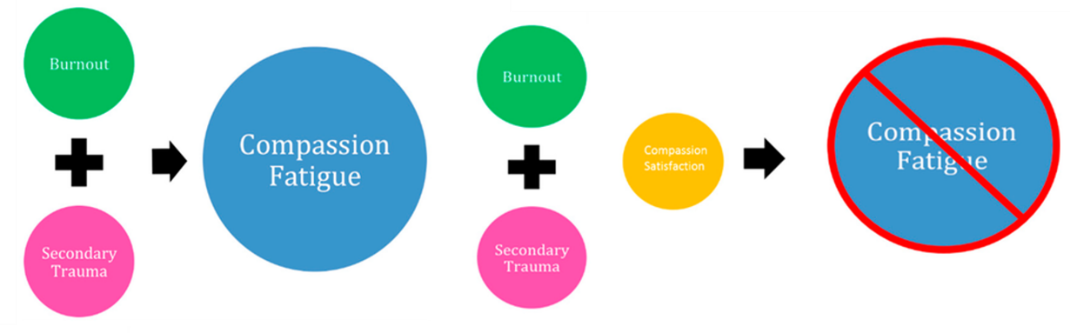 Burnout
Secondary
Trauma
Compassion
Fatigue
Burnout
Secondary
Trauma
Compassion
Satisfaction
Compassion
Fatigue